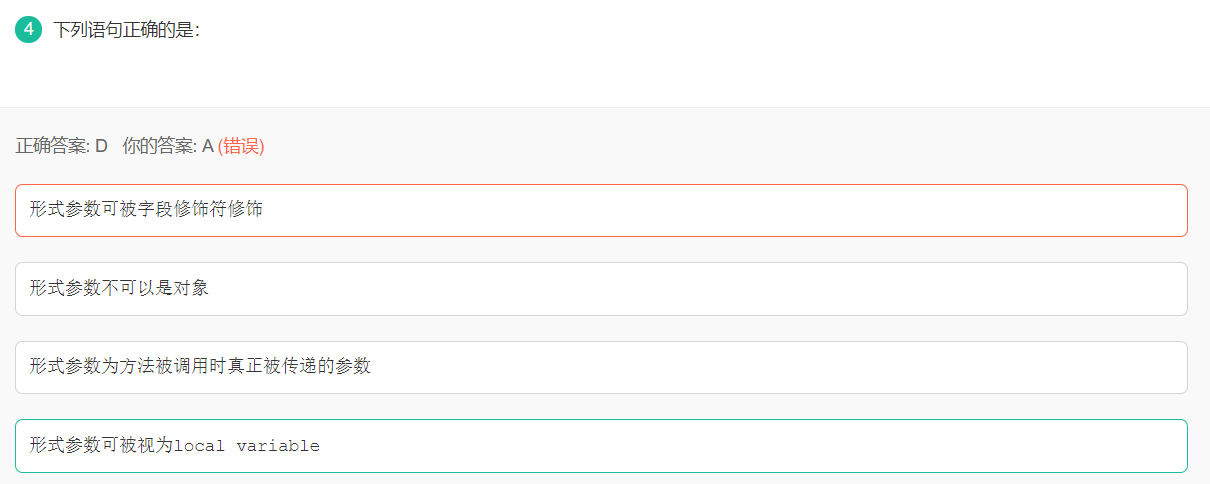 4 下列语句正确的是：
正确答案: D 你的答案: A (错误)
形式参数可被字段修饰符修饰
形式参数不可以是对象
形式参数为方法被调用时真正被传递的参数
形式参数可被视为local variable